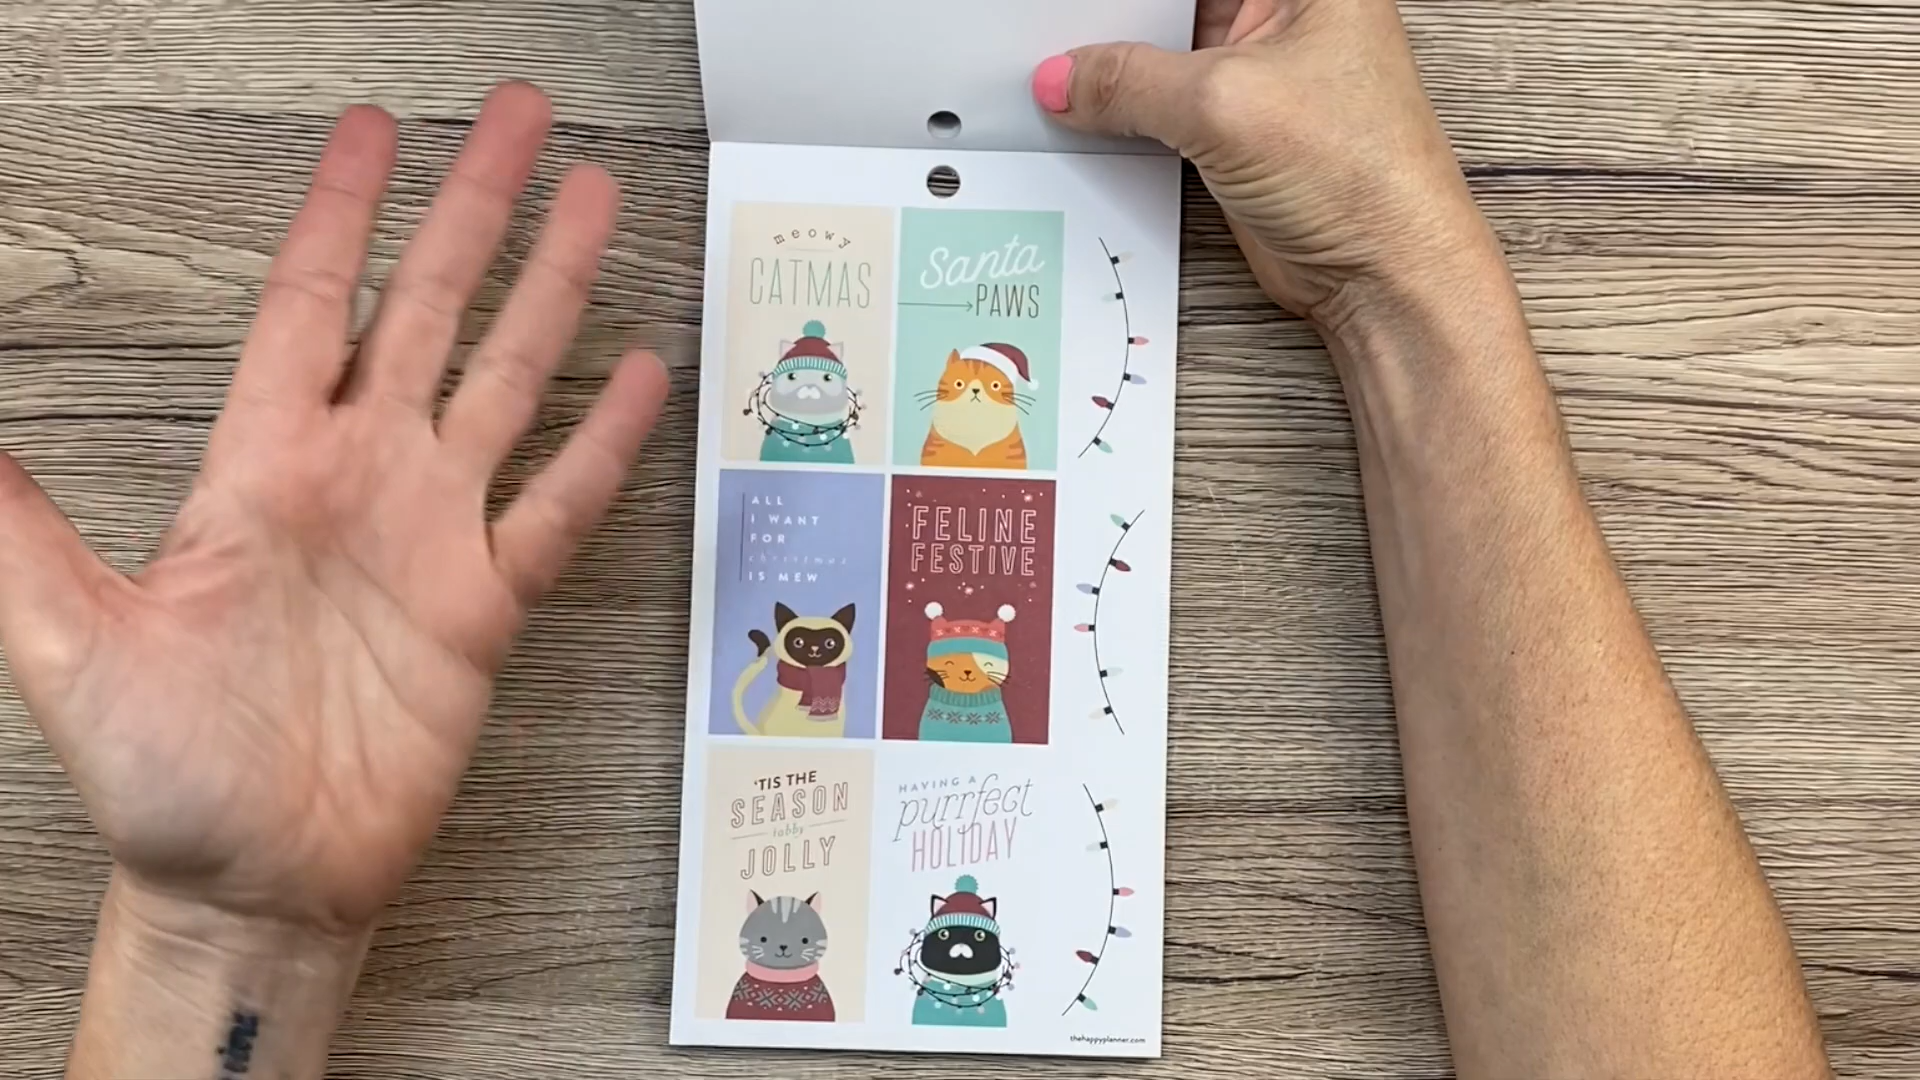 meowy
CATMAS
Santa
PAWS
ALL
I WANT
FOR
christmas
IS MEW
FELINE
FESTIVE
'TIS THE
SEASON
tabby
JOLLY
HAVING A
purrfect
HOLIDAY
thehappyplanner.com